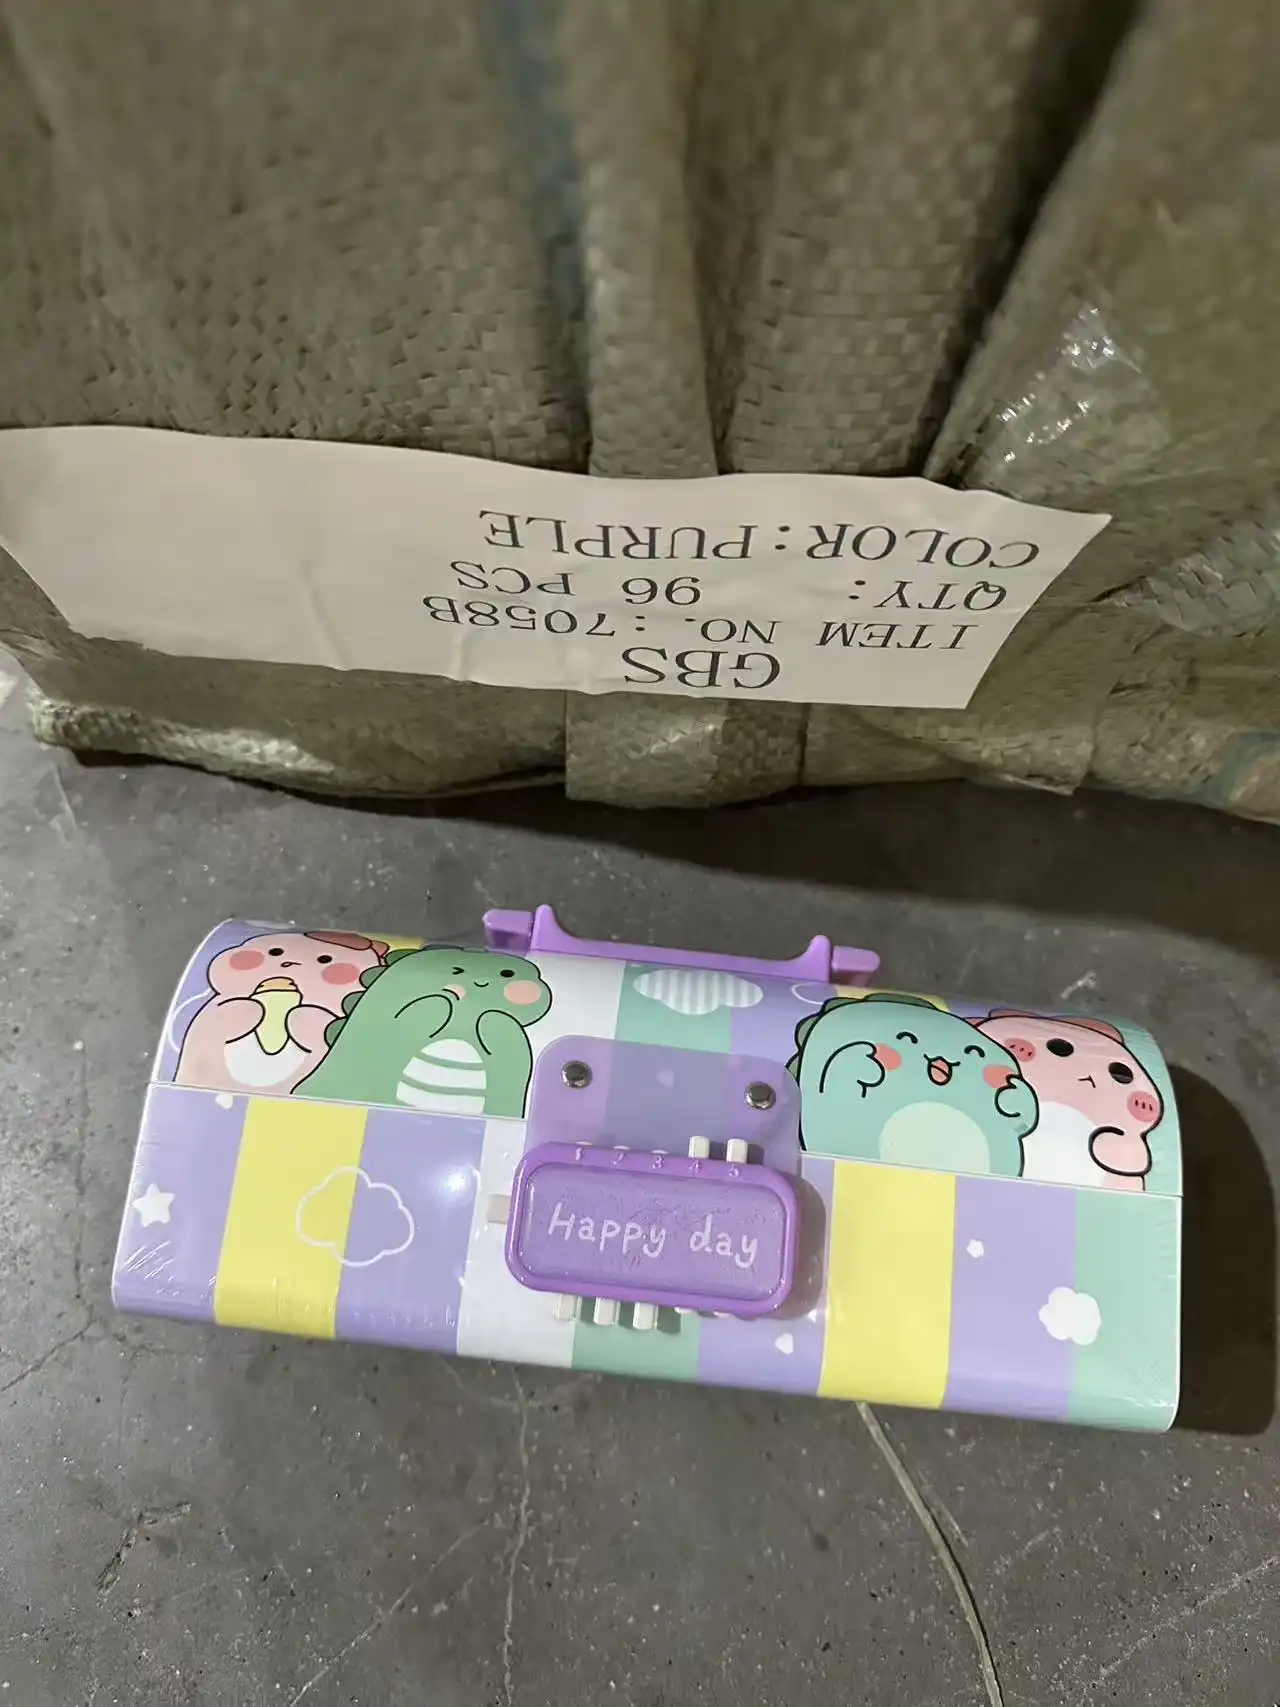 GBS
ITEM NO.:7058B
QTY: 96 PCS
COLOR:PURPLE
1 2 3 4 5
Happy day